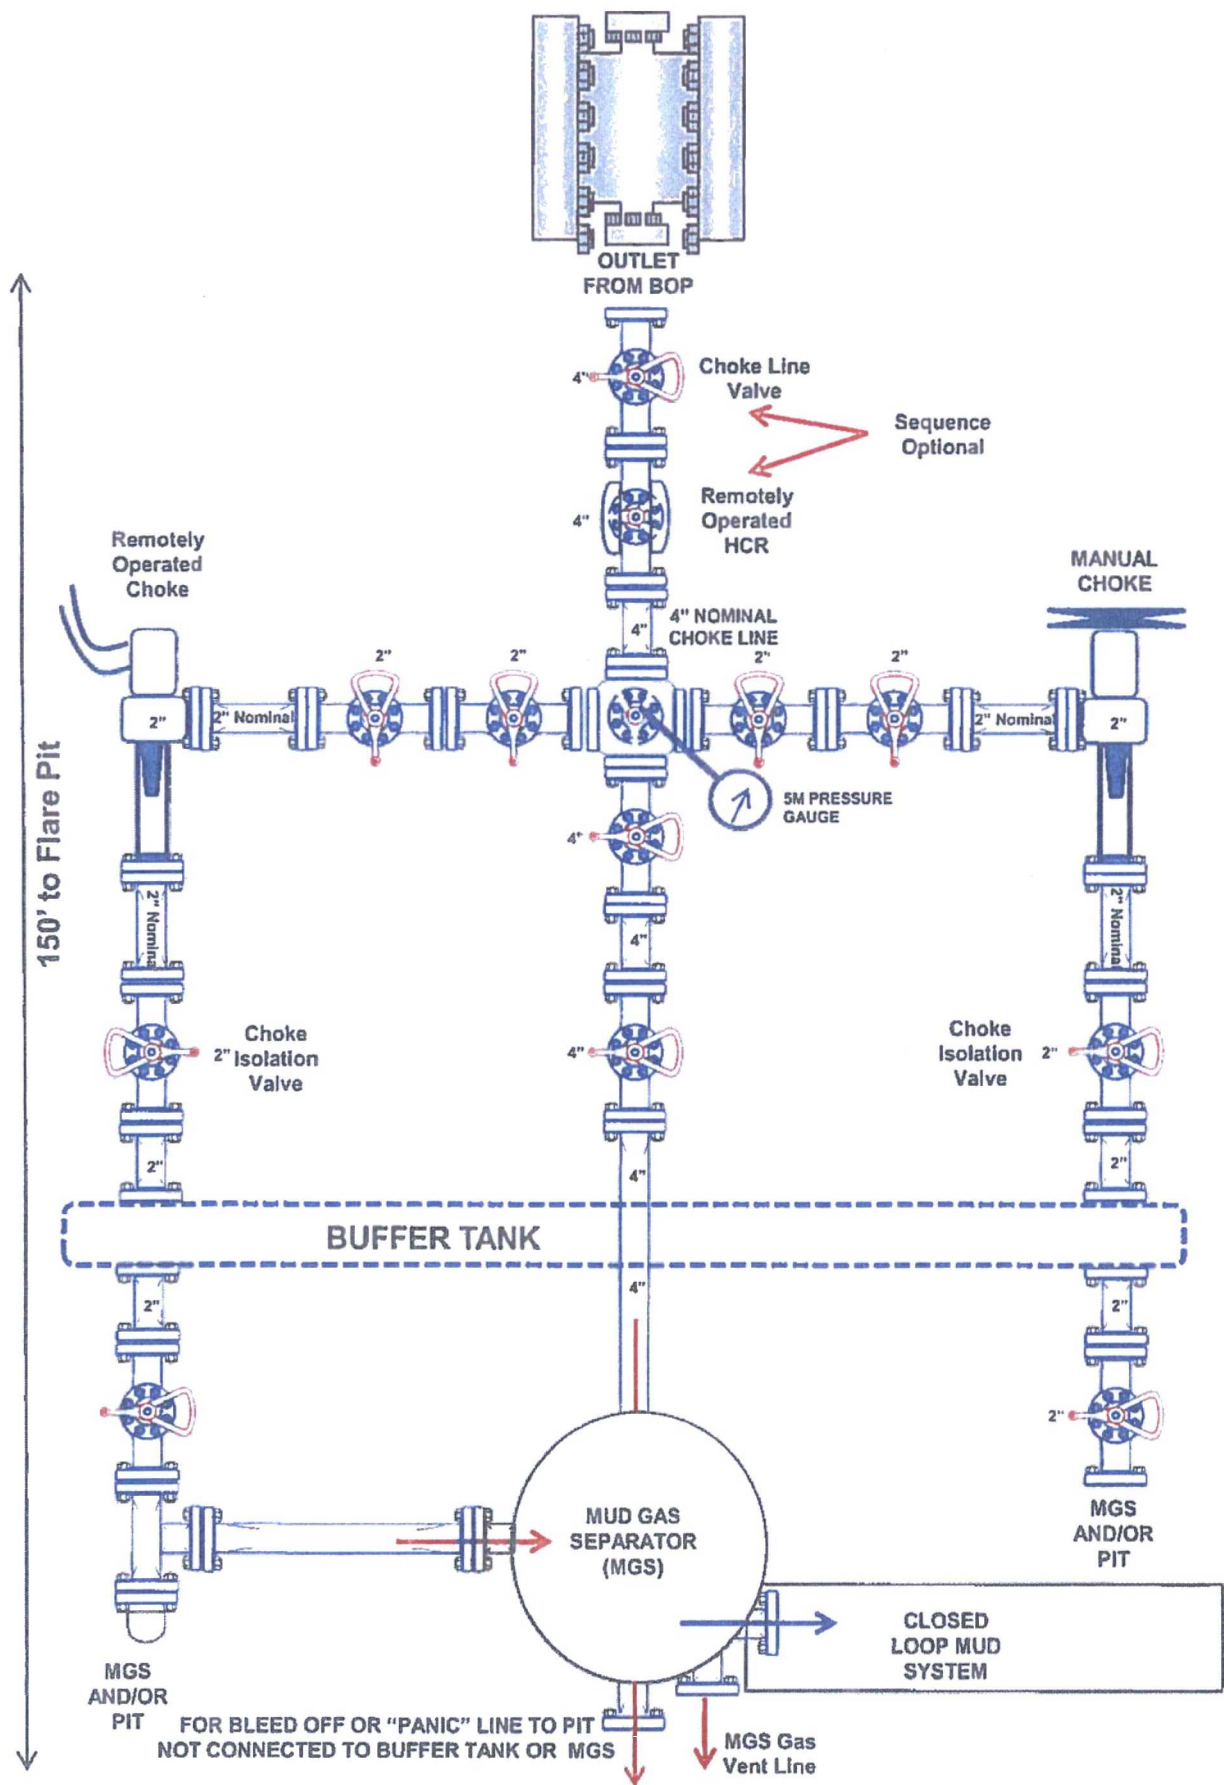 OUTLET
FROM BOP
4"
Choke Line
Valve
Sequence
Optional
4"
Remotely
Operated
HCR
Remotely
Operated
Choke
MANUAL
CHOKE
4"
4" NOMINAL
CHOKE LINE
2"
2"
2"
2"
2"
2" Nominal
2" Nominal
2"
5M PRESSURE
GAUGE
150' to Flare Pit
4"
2" Nominal
4"
2" Nominal
Choke
2" Isolation
Valve
4"
Choke
Isolation
Valve
2"
2"
4"
2"
BUFFER TANK
4"
2"
2"
2"
MUD GAS
SEPARATOR
(MGS)
MGS
AND/OR
PIT
CLOSED
LOOP MUD
SYSTEM
MGS
AND/OR
PIT
FOR BLEED OFF OR "PANIC" LINE TO PIT
NOT CONNECTED TO BUFFER TANK OR MGS
MGS Gas
Vent Line